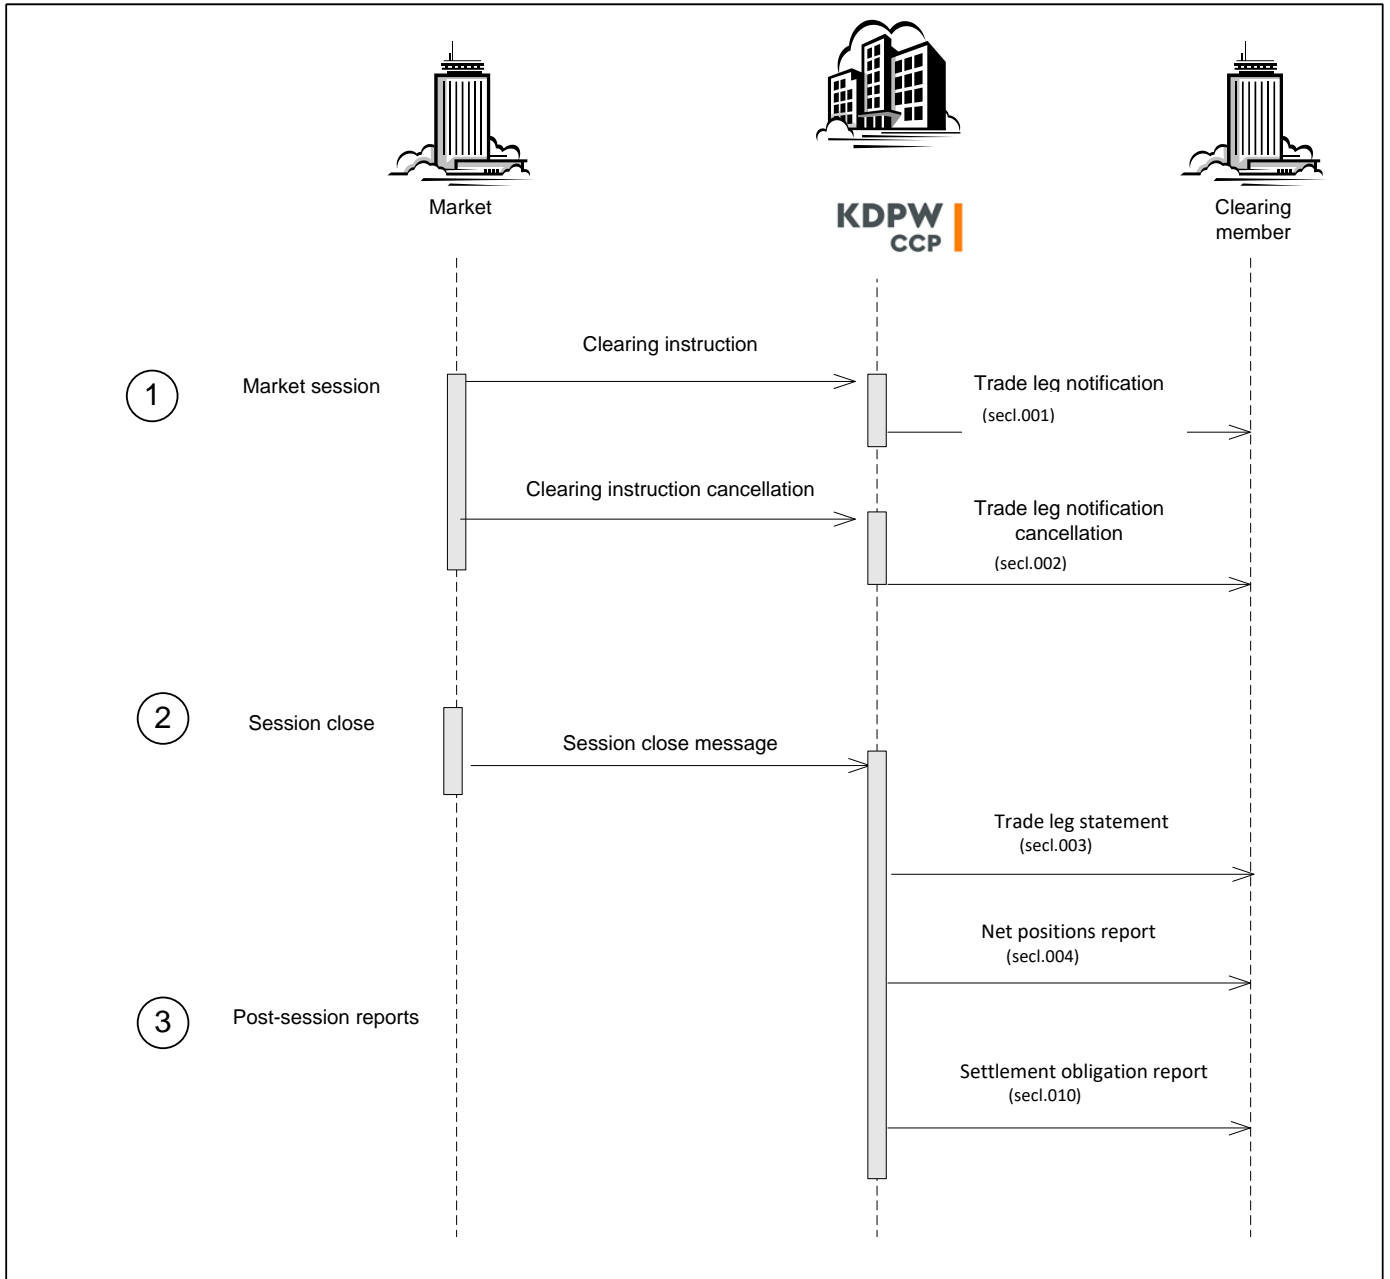 Market
KDPW
CCP
Clearing
member
Clearing instruction
1
Market session
Trade leg notification
(secl.001)
Clearing instruction cancellation
Trade leg notification
cancellation
(secl.002)
2
Session close
Session close message
Trade leg statement
(secl.003)
Net positions report
(secl.004)
3
Post-session reports
Settlement obligation report
(secl.010)